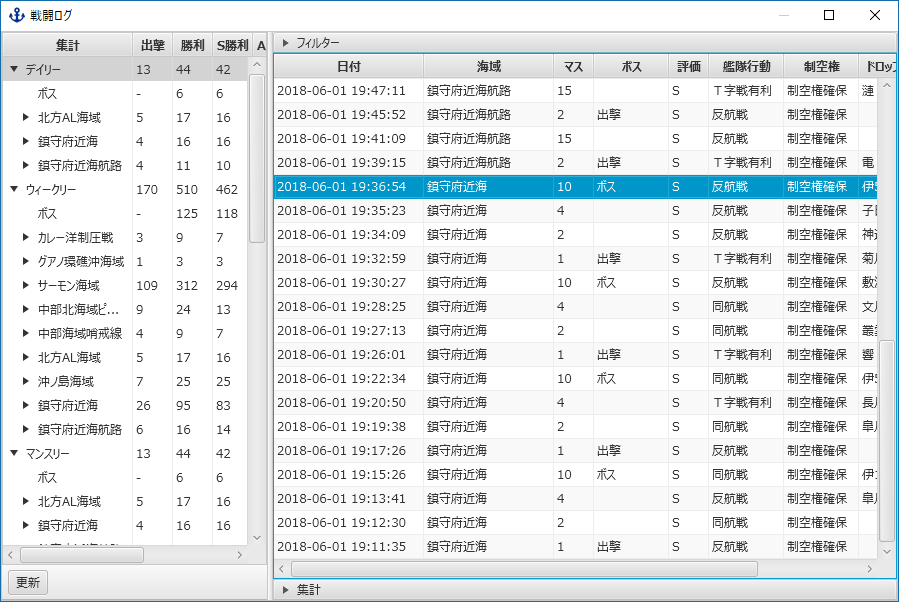 戦闘ログ
集計 出撃 勝利 S勝利 A
デイリー 13 44 42
ボス - 6 6
北方AL海域 5 17 16
鎮守府近海 4 16 16
鎮守府近海航路 4 11 10
ウィークリー 170 510 462
ボス - 125 118
カレー洋制圧戦 3 9 7
グアノ環礁沖海域 1 3 3
サーモン海域 109 312 294
中部北海域ピ... 9 24 13
中部海域哨戒線 4 9 7
北方AL海域 5 17 16
沖ノ島海域 7 25 25
鎮守府近海 26 95 83
鎮守府近海航路 6 16 14
マンスリー 13 44 42
ボス - 6 6
北方AL海域 5 17 16
鎮守府近海 4 16 16
更新
フィルター
日付 海域 マス ボス 評価 艦隊行動 制空権 ドロップ
2018-06-01 19:47:11 鎮守府近海航路 15 S T字戦有利 制空権確保 漣
2018-06-01 19:45:52 鎮守府近海航路 2 出撃 S 反航戦 制空権確保
2018-06-01 19:41:09 鎮守府近海航路 15 S 反航戦 制空権確保
2018-06-01 19:39:15 鎮守府近海航路 2 出撃 S T字戦有利 制空権確保 電
2018-06-01 19:36:54 鎮守府近海 10 ボス S 反航戦 制空権確保 伊
2018-06-01 19:35:23 鎮守府近海 4 S 反航戦 制空権確保 子
2018-06-01 19:34:09 鎮守府近海 2 S 反航戦 制空権確保 神
2018-06-01 19:32:59 鎮守府近海 1 出撃 S T字戦有利 制空権確保 菊
2018-06-01 19:30:27 鎮守府近海 10 ボス S 反航戦 制空権確保 敷
2018-06-01 19:28:25 鎮守府近海 4 S 同航戦 制空権確保 文
2018-06-01 19:27:13 鎮守府近海 2 S 同航戦 制空権確保 叢
2018-06-01 19:26:01 鎮守府近海 1 出撃 S T字戦有利 制空権確保 響
2018-06-01 19:22:34 鎮守府近海 10 ボス S 同航戦 制空権確保 伊
2018-06-01 19:20:50 鎮守府近海 4 S T字戦有利 制空権確保 長
2018-06-01 19:19:38 鎮守府近海 2 S 同航戦 制空権確保 皐
2018-06-01 19:17:26 鎮守府近海 1 出撃 S 反航戦 制空権確保
2018-06-01 19:15:26 鎮守府近海 10 ボス S 同航戦 制空権確保 伊
2018-06-01 19:13:41 鎮守府近海 4 S 反航戦 制空権確保 皐
2018-06-01 19:12:30 鎮守府近海 2 S 同航戦 制空権確保
2018-06-01 19:11:35 鎮守府近海 1 出撃 S 反航戦 制空権確保
集計